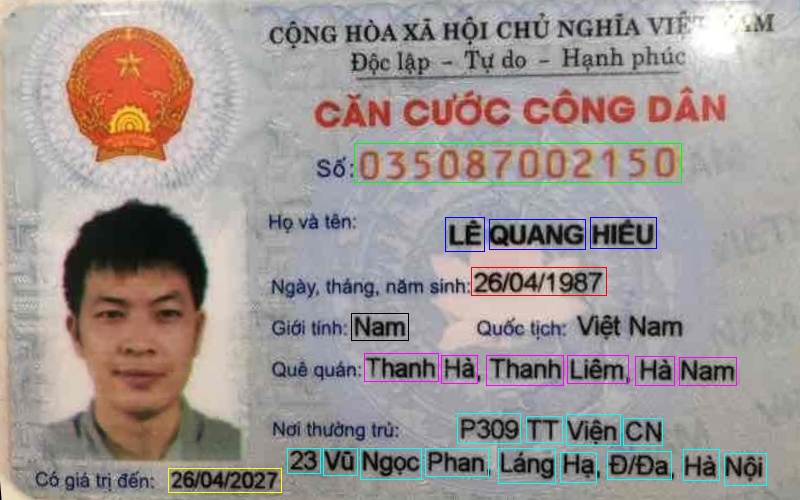 CỘNG HÒA XÃ HỘI CHỦ NGHĨA VIỆT NAM
Độc lập - Tự do - Hạnh phúc
CĂN CƯỚC CÔNG DÂN
Số: 035087002150
Họ và tên:
LÊ QUANG HIẾU
Ngày, tháng, năm sinh: 26/04/1987
Giới tính: Nam Quốc tịch: Việt Nam
Quê quán: Thanh Hà, Thanh Liêm, Hà Nam
Nơi thường trú: P309 TT Viện CN
23 Vũ Ngọc Phan, Láng Hạ, Đ/Đa, Hà Nội
Có giá trị đến: 26/04/2027